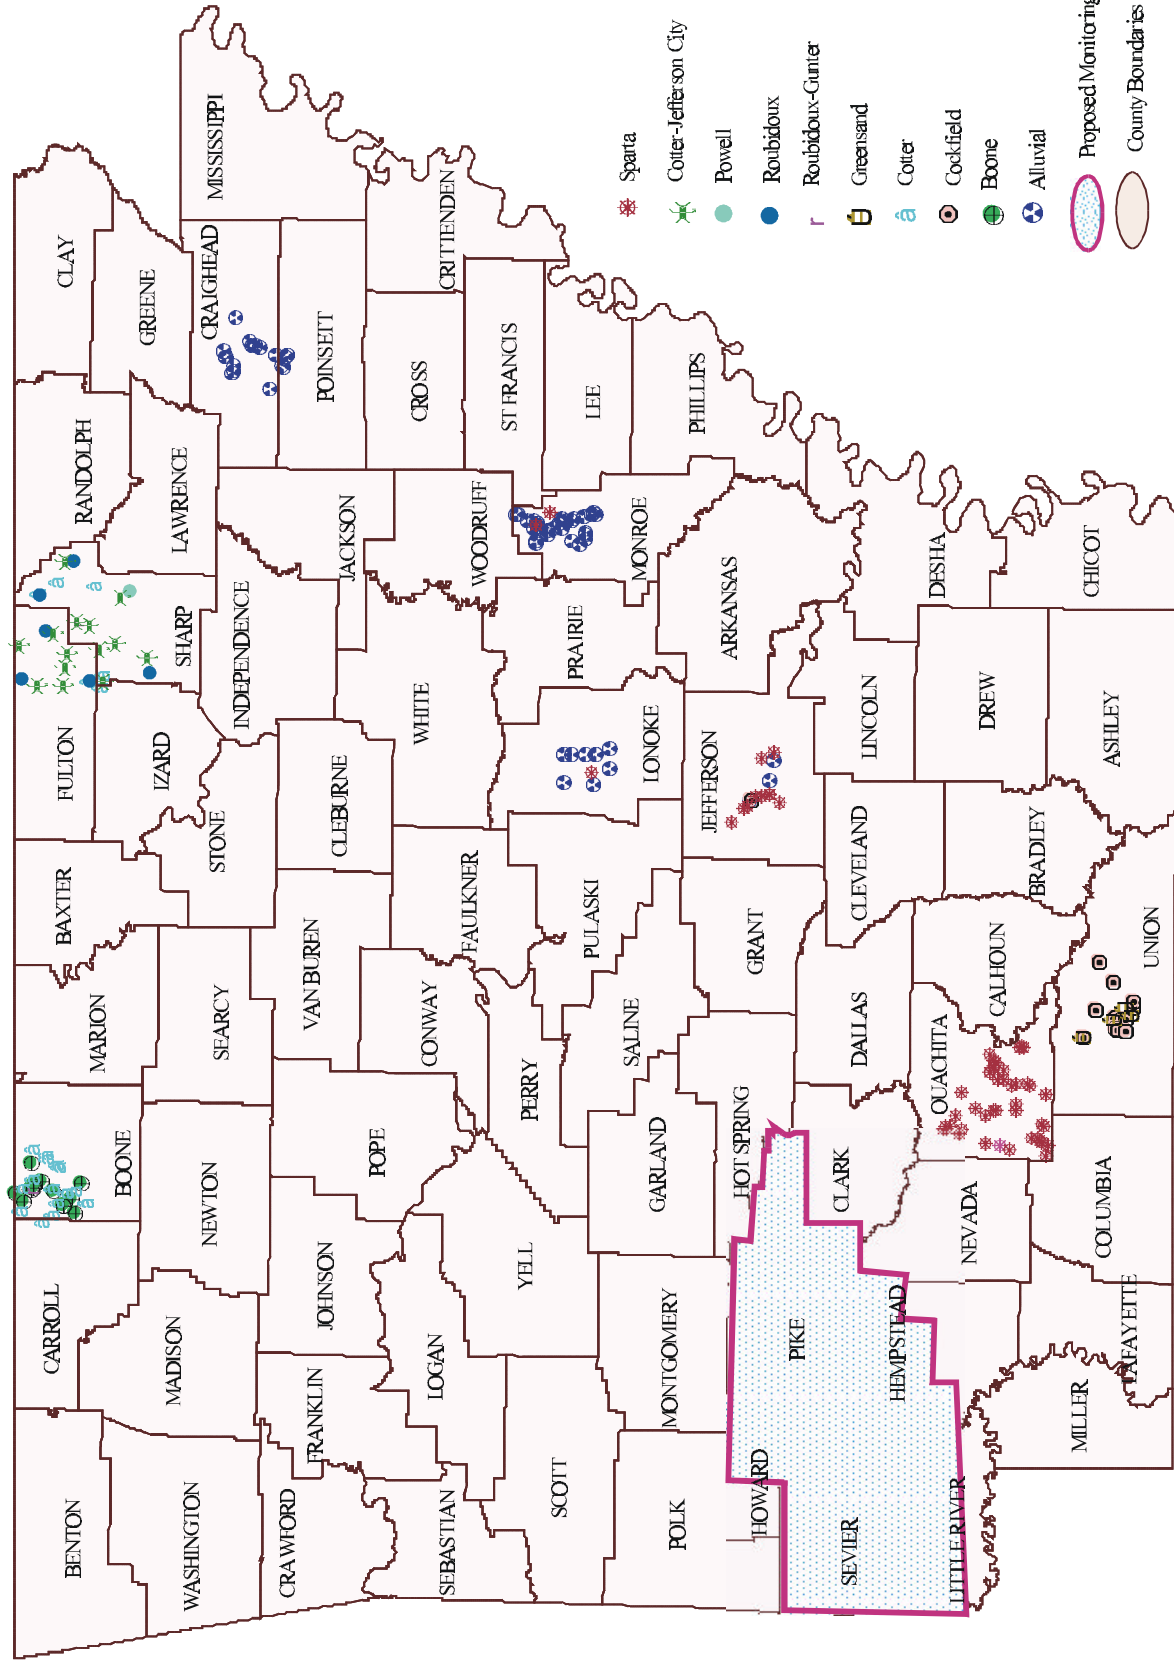 BENTON
CARROLL
BOONE
MARION
BAXTER
FULTON
RANDOLPH
CLAY
WASHINGTON
MADISON
NEWTON
SEARCY
STONE
IZARD
SHARP
LAWRENCE
GREENE
CRAIGHEAD
MISSISSIPPI
CRAWFORD
FRANKLIN
JOHNSON
POPE
VAN BUREN
CLEBURNE
INDEPENDENCE
JACKSON
POINSETT
SEBASTIAN
LOGAN
CONWAY
FAULKNER
WHITE
WOODRUFF
CROSS
CRITTENDEN
SCOTT
YELL
PERRY
PULASKI
LONOKE
PRAIRIE
MONROE
ST FRANCIS
LEE
PHILLIPS
POLK
MONTGOMERY
GARLAND
SALINE
HOT SPRING
GRANT
JEFFERSON
ARKANSAS
HOWARD
PIKE
CLARK
DALLAS
CLEVELAND
LINCOLN
DESHA
SEVIER
HEMPSTEAD
NEVADA
OUACHITA
CALHOUN
BRADLEY
DREW
CHICOT
LITTLE RIVER
MILLER
LAFAYETTE
COLUMBIA
UNION
ASHLEY
Sparta
Cotter-Jefferson City
Powell
Roubidoux
r Roubidoux-Gunter
Greensand
â Cotter
Cockfield
Boone
Alluvial
Proposed Monitoring
County Boundaries